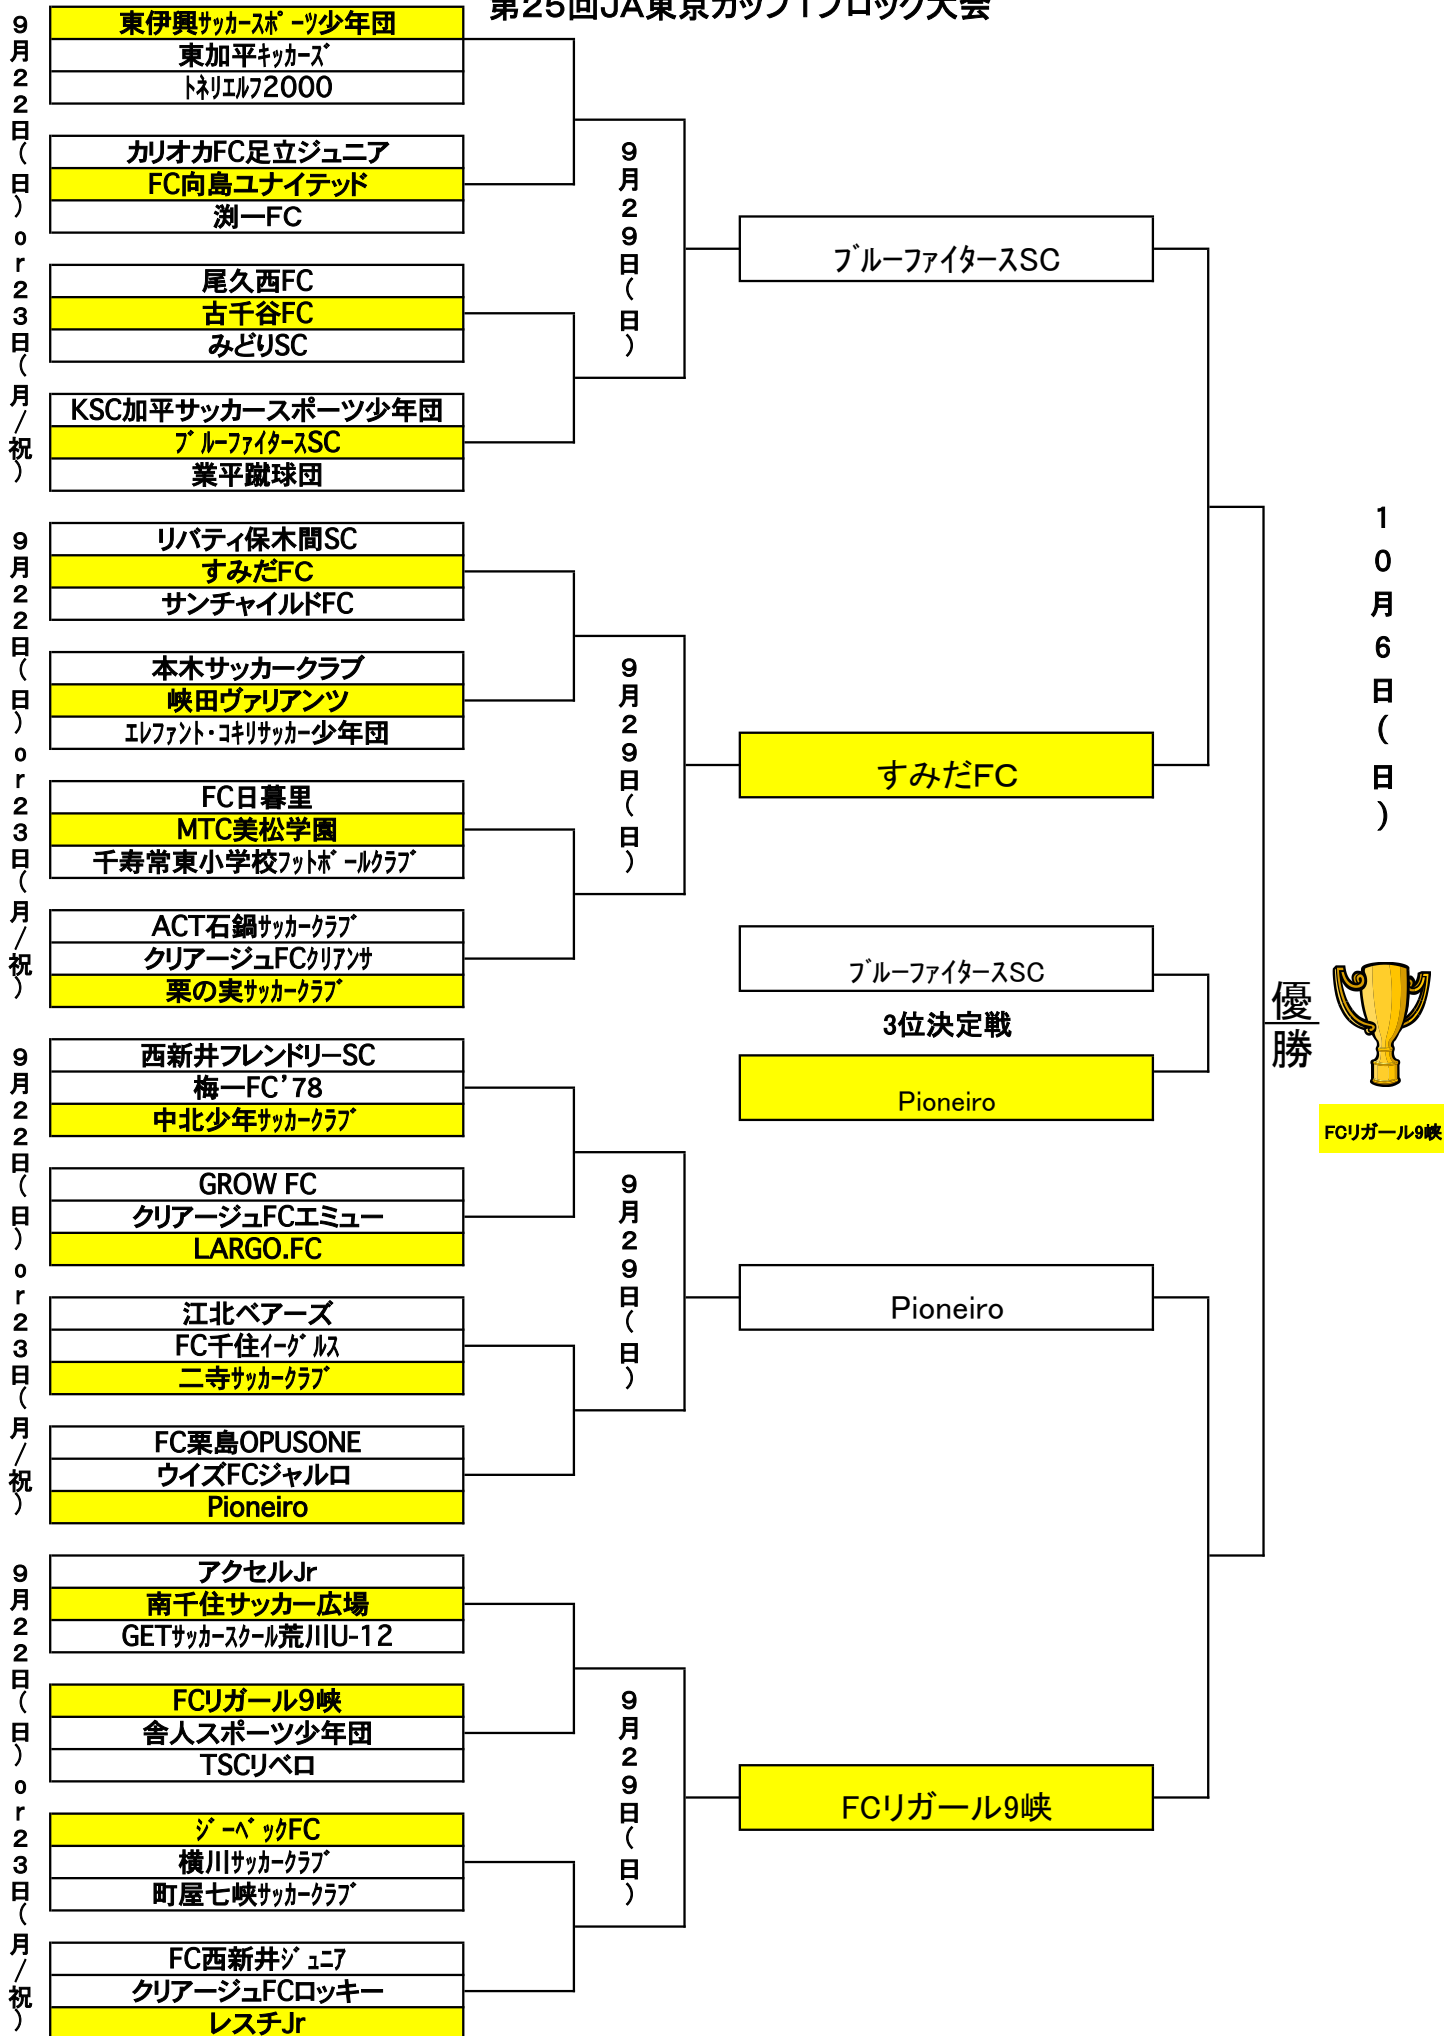 第25回JA東京カップ1ブロック大会
9月22日(日)or23日(月/祝)
東伊興ｻｯｶｰｽﾎﾟｰﾂ少年団
東加平ｷｯｶｰｽﾞ
ﾄﾈﾘｴﾙﾌ2000
カリオカFC足立ジュニア
FC向島ユナイテッド
渕一FC
尾久西FC
古千谷FC
みどりSC
KSC加平サッカースポーツ少年団
ﾌﾞﾙｰﾌｧｲﾀｰｽSC
業平蹴球団
9月29日(日)
ブルーファイタースSC
9月22日(日)or23日(月/祝)
リバティ保木間SC
すみだFC
サンチャイルドFC
本木サッカークラブ
峡田ヴァリアンツ
ｴﾚﾌｧﾝﾄ・ｺｷﾘｻｯｶｰ少年団
FC日暮里
MTC美松学園
千寿常東小学校ﾌｯﾄﾎﾞｰﾙｸﾗﾌﾞ
ACT石鍋ｻｯｶｰｸﾗﾌﾞ
クリアージュFCｸﾘｱﾝｻ
栗の実ｻｯｶｰｸﾗﾌﾞ
9月29日(日)
すみだFC
10月6日(日)
ブルーファイタースSC
3位決定戦
Pioneiro
優勝
FCリガール9峡
9月22日(日)or23日(月/祝)
西新井フレンドリーSC
梅一FC’78
中北少年ｻｯｶｰｸﾗﾌﾞ
GROW FC
クリアージュFCエミュー
LARGO.FC
江北ベアーズ
FC千住ｲｰｸﾞﾙｽ
二寺ｻｯｶｰｸﾗﾌﾞ
FC栗島OPUSONE
ウイズFCジャルロ
Pioneiro
9月29日(日)
Pioneiro
9月22日(日)or23日(月/祝)
アクセルJr
南千住サッカー広場
GETｻｯｶｰｽｸｰﾙ荒川U-12
FCリガール9峡
舎人スポーツ少年団
TSCリベロ
ｼﾞｰﾍﾞｯｸFC
横川ｻｯｶｰｸﾗﾌﾞ
町屋七峡ｻｯｶｰｸﾗﾌﾞ
FC西新井ｼﾞｭﾆｱ
クリアージュFCロッキー
レスチJr
9月29日(日)
FCリガール9峡